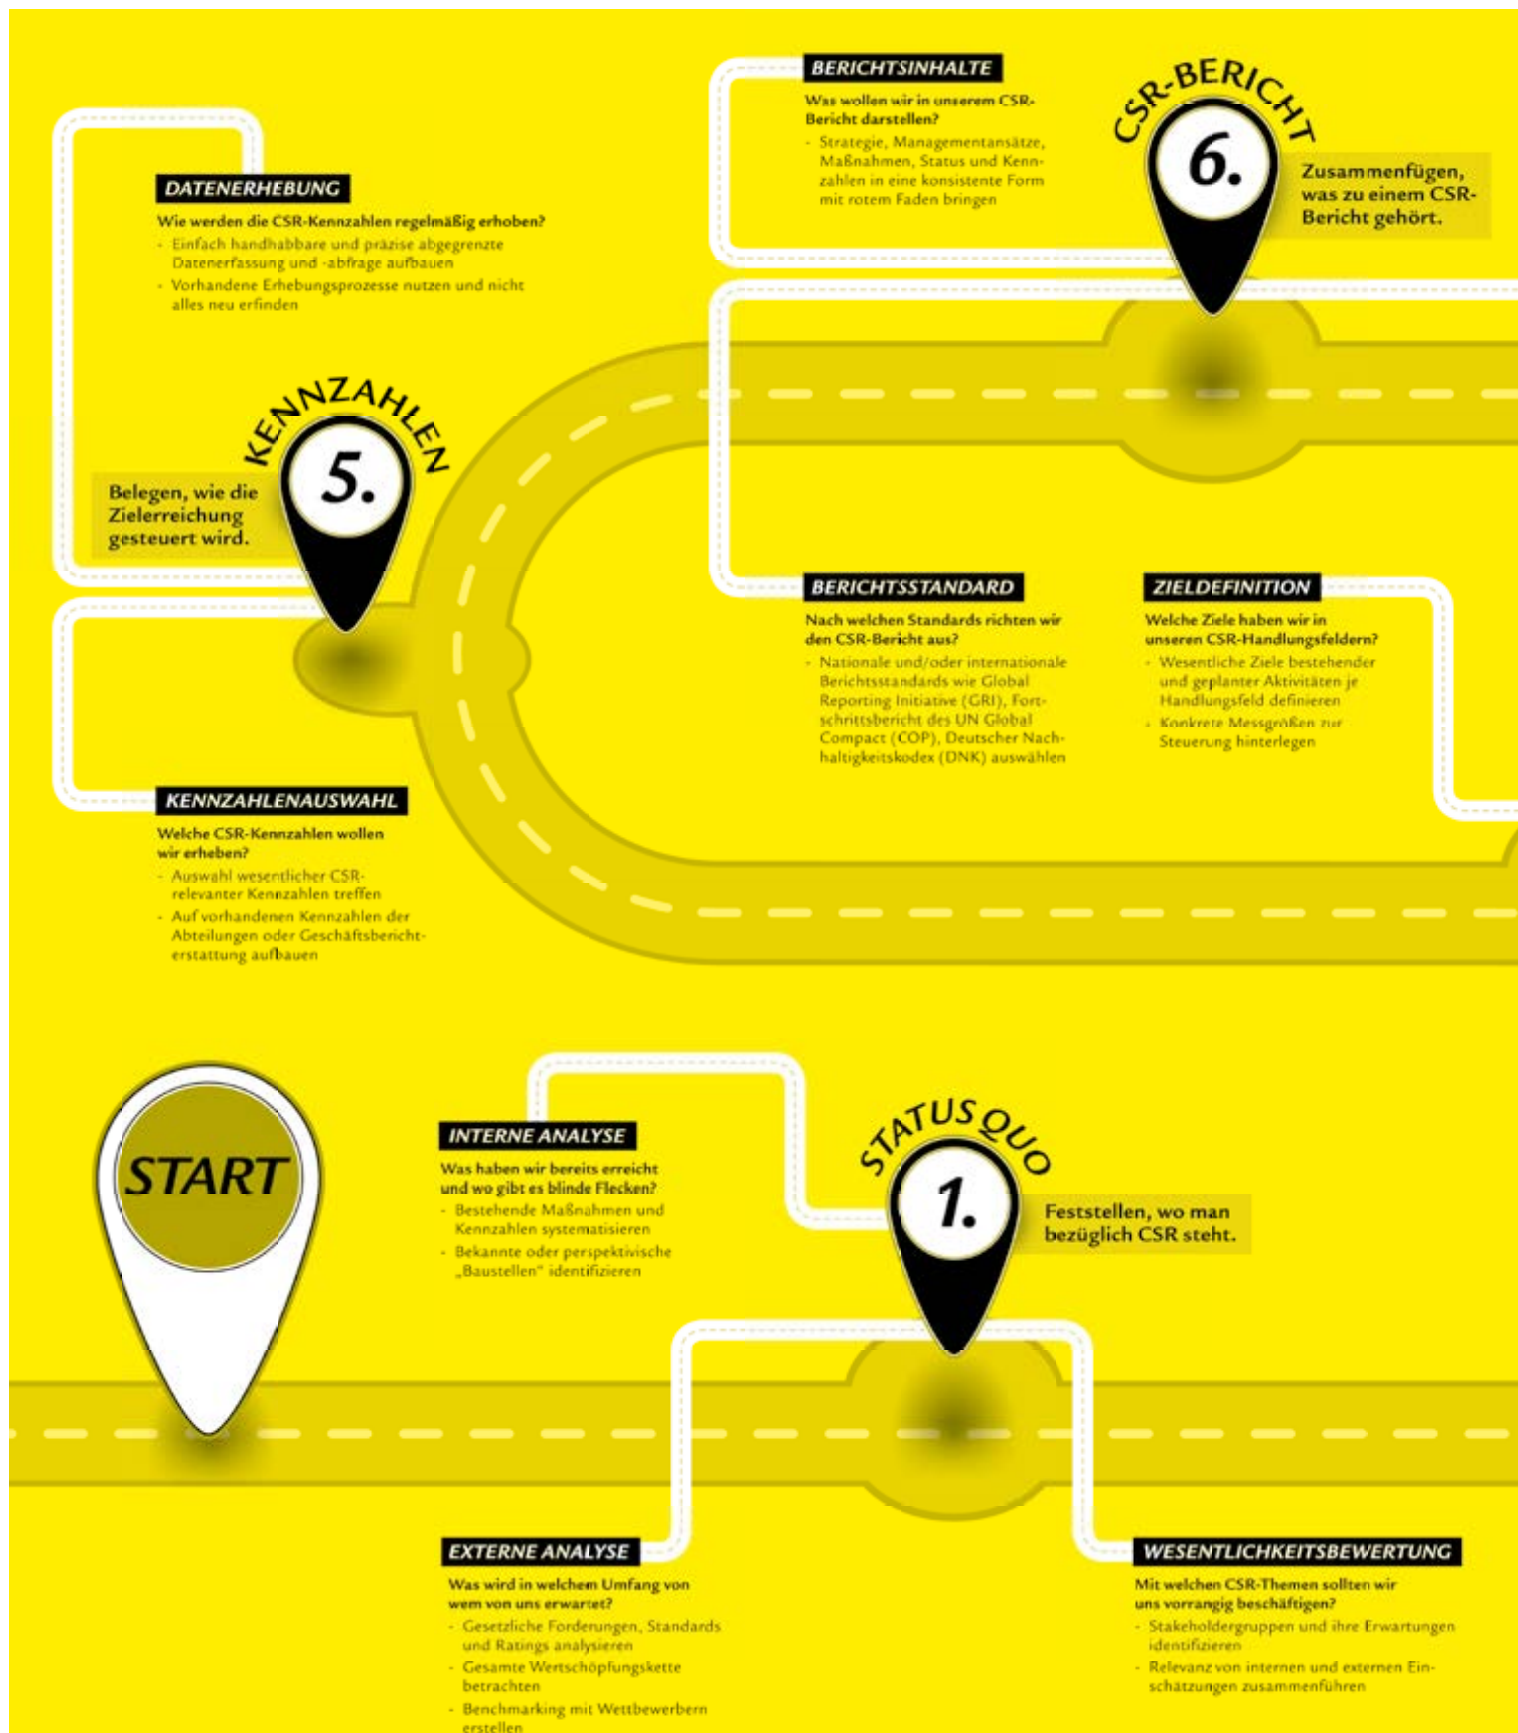 BERICHTSINHALTE
Was wollen wir in unserem CSR-
Bericht darstellen?
- Strategie, Managementansätze,
Maßnahmen, Status und Kenn-
zahlen in eine konsistente Form
mit rotem Faden bringen
CSR-BERICHT
6.
Zusammenfügen,
was zu einem CSR-
Bericht gehört.
DATENERHEBUNG
Wie werden die CSR-Kennzahlen regelmäßig erhoben?
- Einfach handhabbare und präzise abgegrenzte
Datenerfassung und -abfrage aufbauen
- Vorhandene Erhebungsprozesse nutzen und nicht
alles neu erfinden
KENNZAHLEN
5.
Belegen, wie die
Zielerreichung
gesteuert wird.
BERICHTSSTANDARD
Nach welchen Standards richten wir
den CSR-Bericht aus?
- Nationale und/oder internationale
Berichtsstandards wie Global
Reporting Initiative (GRI), Fort-
schrittsbericht des UN Global
Compact (COP), Deutscher Nach-
haltigkeitskodex (DNK) auswählen
ZIELDEFINITION
Welche Ziele haben wir in
unseren CSR-Handlungsfeldern?
- Wesentliche Ziele bestehender
und geplanter Aktivitäten je
Handlungsfeld definieren
- Konkrete Messgrößen zur
Steuerung hinterlegen
KENNZAHLENAUSWAHL
Welche CSR-Kennzahlen wollen
wir erheben?
- Auswahl wesentlicher CSR-
relevanter Kennzahlen treffen
- Auf vorhandenen Kennzahlen der
Abteilungen oder Geschäftsbericht-
erstattung aufbauen
START
INTERNE ANALYSE
Was haben wir bereits erreicht
und wo gibt es blinde Flecken?
- Bestehende Maßnahmen und
Kennzahlen systematisieren
- Bekannte oder perspektivische
„Baustellen“ identifizieren
STATUS QUO
1.
Feststellen, wo man
bezüglich CSR steht.
EXTERNE ANALYSE
Was wird in welchem Umfang von
wem von uns erwartet?
- Gesetzliche Forderungen, Standards
und Ratings analysieren
- Gesamte Wertschöpfungskette
betrachten
- Benchmarking mit Wettbewerbern
erstellen
WESENTLICHKEITSBEWERTUNG
Mit welchen CSR-Themen sollten wir
uns vorrangig beschäftigen?
- Stakeholdergruppen und ihre Erwartungen
identifizieren
- Relevanz von internen und externen Ein-
schätzungen zusammenführen